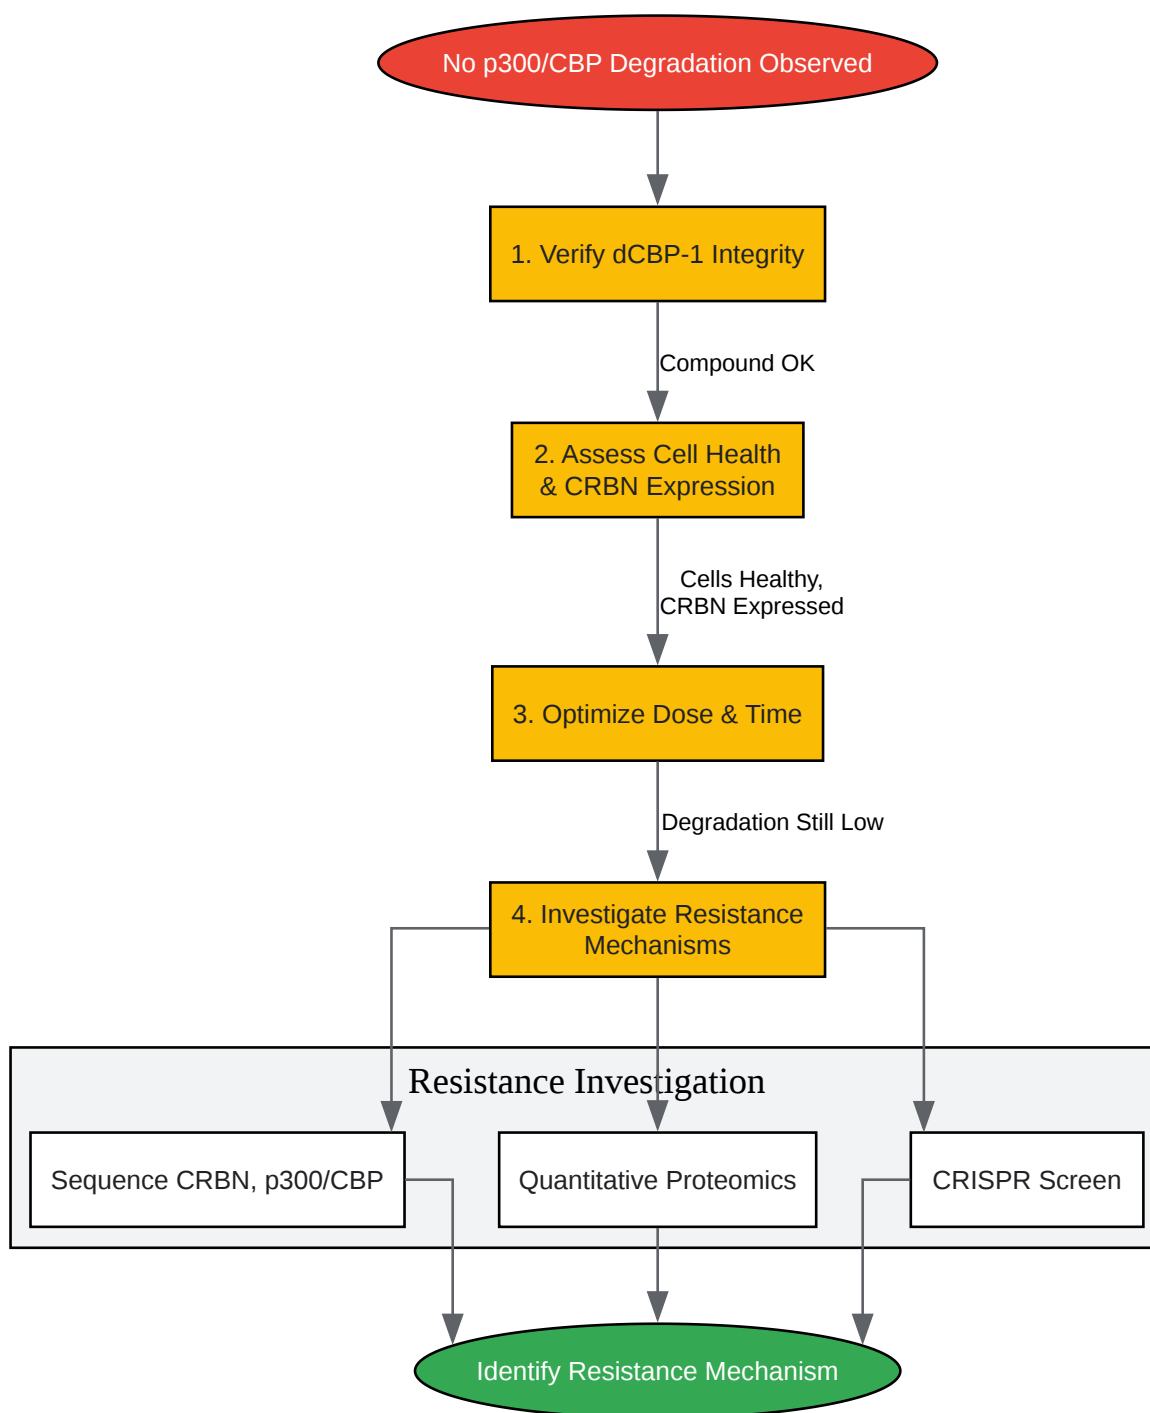 No p300/CBP Degradation Observed
1. Verify dCBP-1 Integrity
Compound OK
2. Assess Cell Health
& CRBN Expression
Cells Healthy,
CRBN Expressed
3. Optimize Dose & Time
Degradation Still Low
4. Investigate Resistance
Mechanisms
Resistance Investigation
Sequence CRBN, p300/CBP
Quantitative Proteomics
CRISPR Screen
Identify Resistance Mechanism